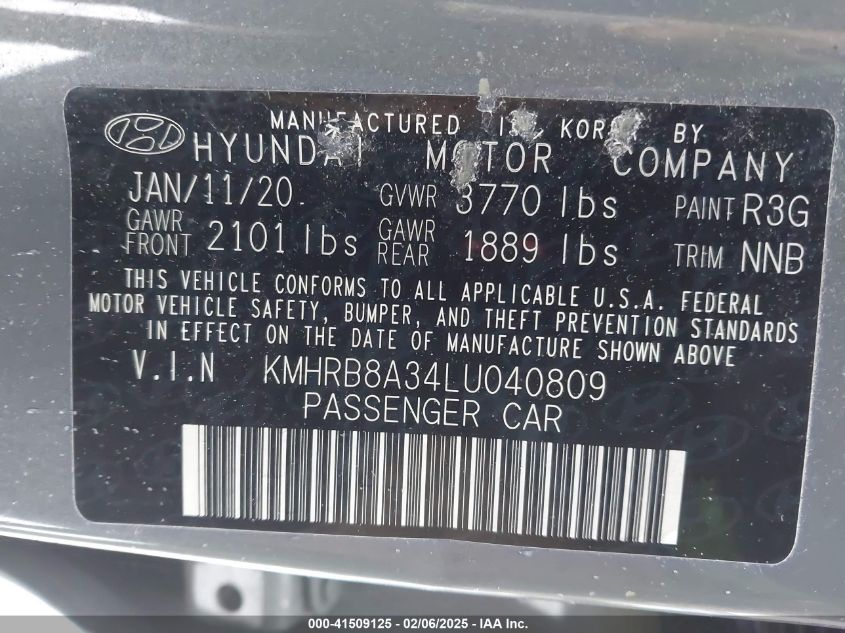 MANUFACTURED IN KOREA BY
HYUNDAI MOTOR COMPANY
JAN/11/20 GVWR 3770 lbs PAINT R3G
GAWR FRONT 2101 lbs GAWR REAR 1889 lbs TRIM NNB
THIS VEHICLE CONFORMS TO ALL APPLICABLE U.S.A. FEDERAL
MOTOR VEHICLE SAFETY, BUMPER, AND THEFT PREVENTION STANDARDS
IN EFFECT ON THE DATE OF MANUFACTURE SHOWN ABOVE
V.I.N KMHRB8A34LU040809
PASSENGER CAR
000-41509125 - 02/06/2025 - IAA Inc.